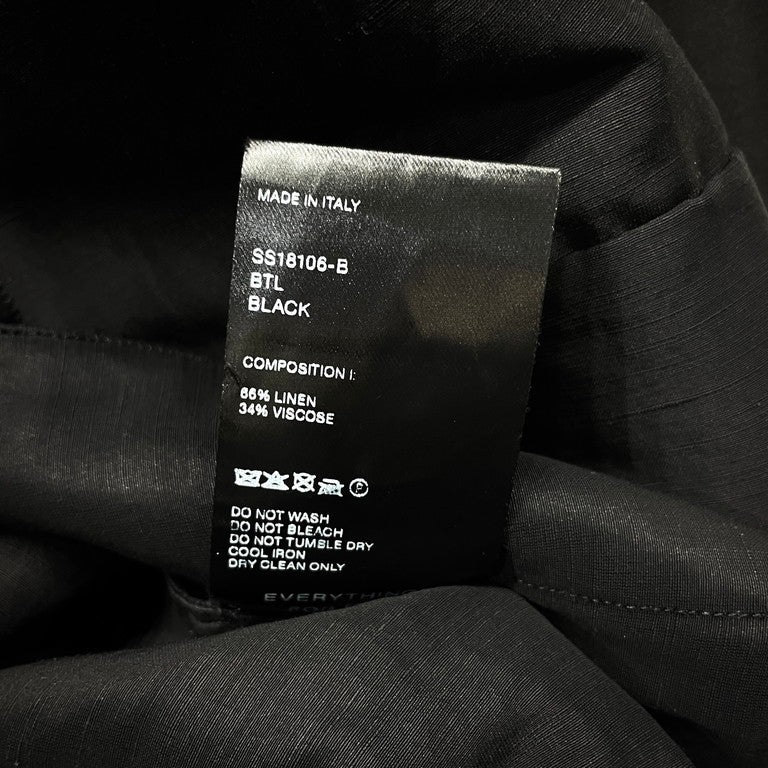 MADE IN ITALY
SS18106-B
BTL
BLACK
COMPOSITION I:
66% LINEN
34% VISCOSE
P
DO NOT WASH
DO NOT BLEACH
DO NOT TUMBLE DRY
COOL IRON
DRY CLEAN ONLY